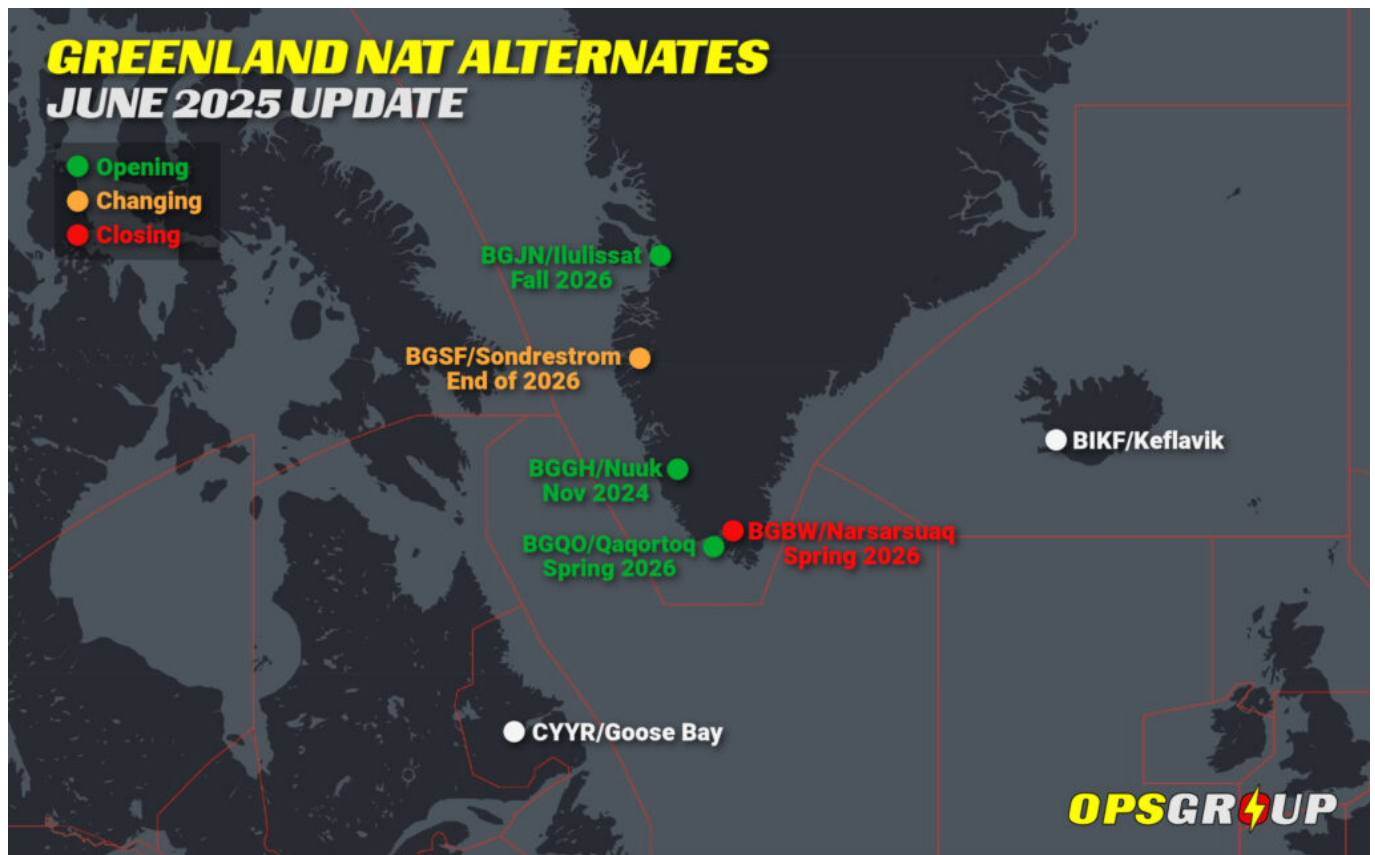 GREENLAND NAT ALTERNATES
JUNE 2025 UPDATE
Opening
Changing
Closing
BGJN/Ilulissat
Fall 2026
BGSF/Sondrestrom
End of 2026
BIKF/Keflavik
BGGH/Nuuk
Nov 2024
BGBW/Narsarsuaq
Spring 2026
BGQO/Qaqortoq
Spring 2026
CYYR/Goose Bay
OPSGROUP